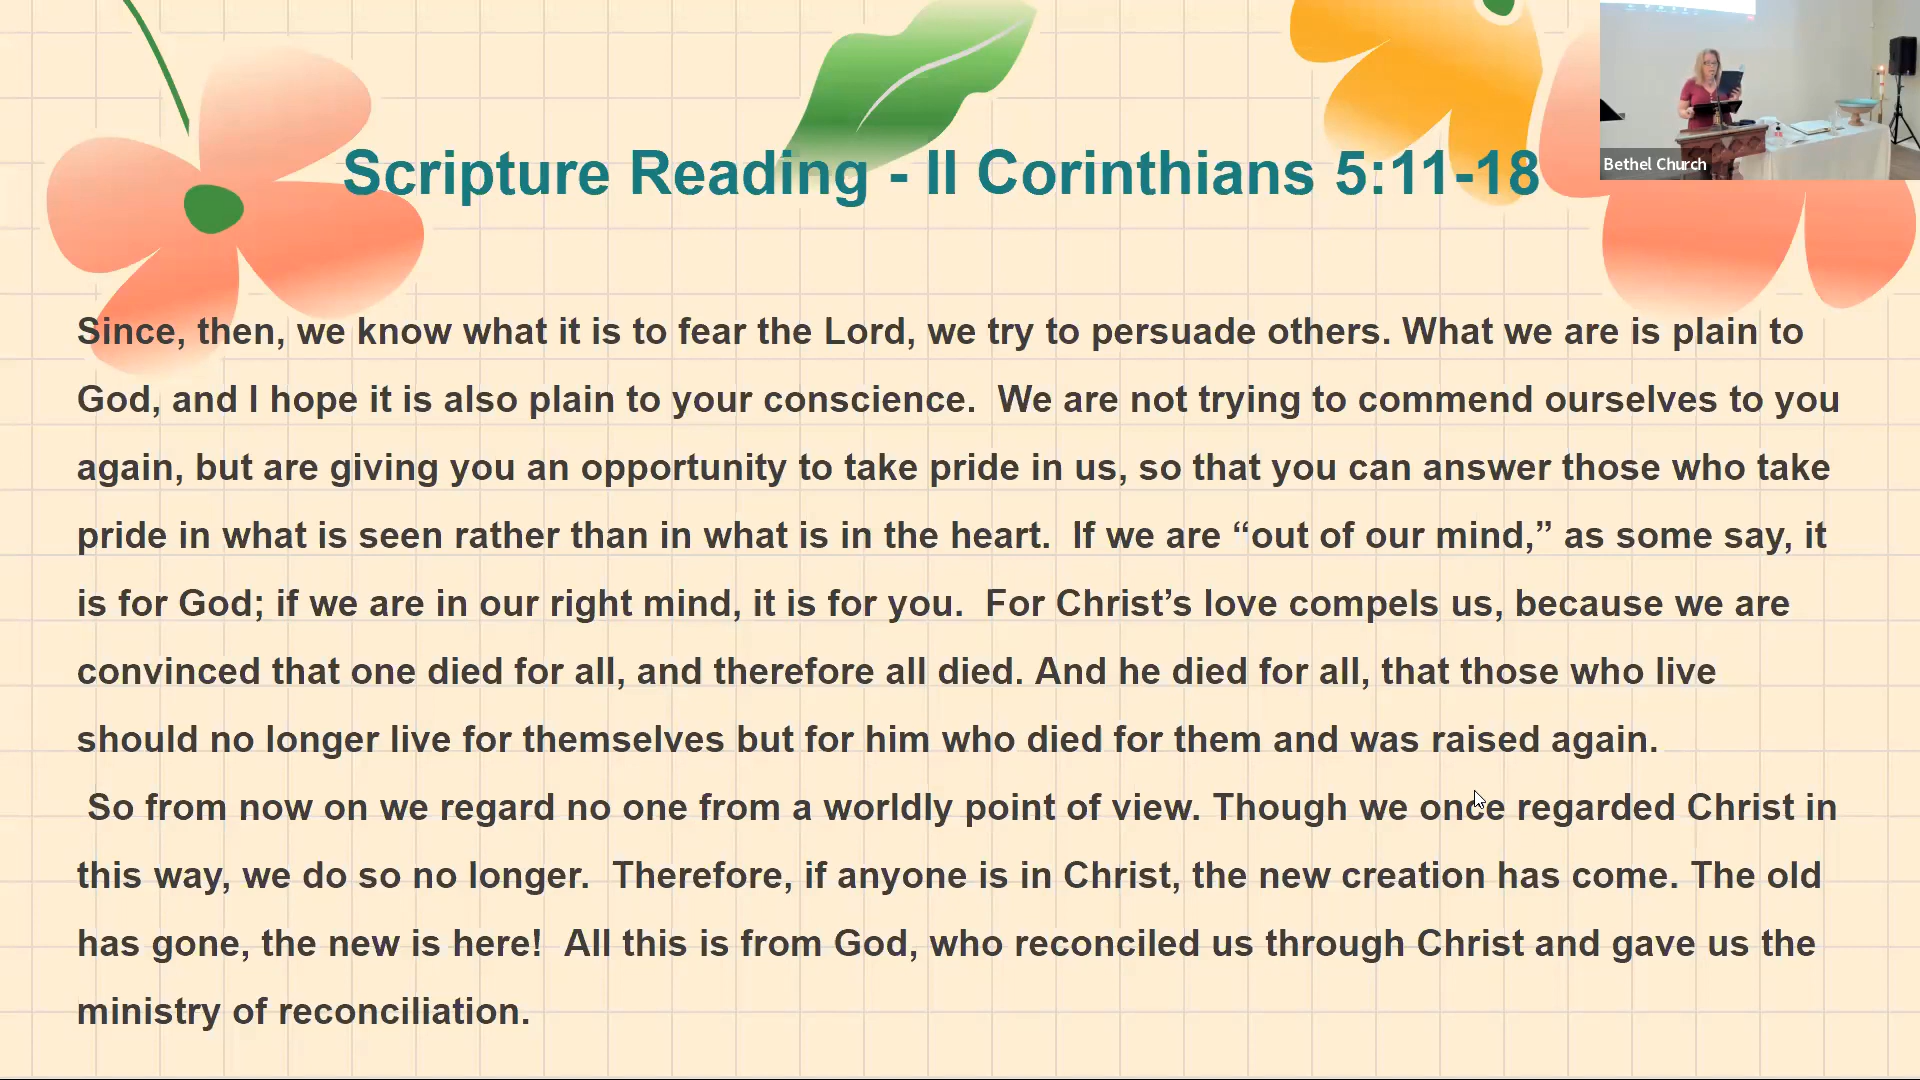 Scripture Reading - II Corinthians 5:11-18
Bethel Church
Since, then, we know what it is to fear the Lord, we try to persuade others. What we are is plain to
God, and I hope it is also plain to your conscience.  We are not trying to commend ourselves to you
again, but are giving you an opportunity to take pride in us, so that you can answer those who take
pride in what is seen rather than in what is in the heart.  If we are “out of our mind,” as some say, it
is for God; if we are in our right mind, it is for you.  For Christ’s love compels us, because we are
convinced that one died for all, and therefore all died. And he died for all, that those who live
should no longer live for themselves but for him who died for them and was raised again.
So from now on we regard no one from a worldly point of view. Though we once regarded Christ in
this way, we do so no longer.  Therefore, if anyone is in Christ, the new creation has come. The old
has gone, the new is here!  All this is from God, who reconciled us through Christ and gave us the
ministry of reconciliation.